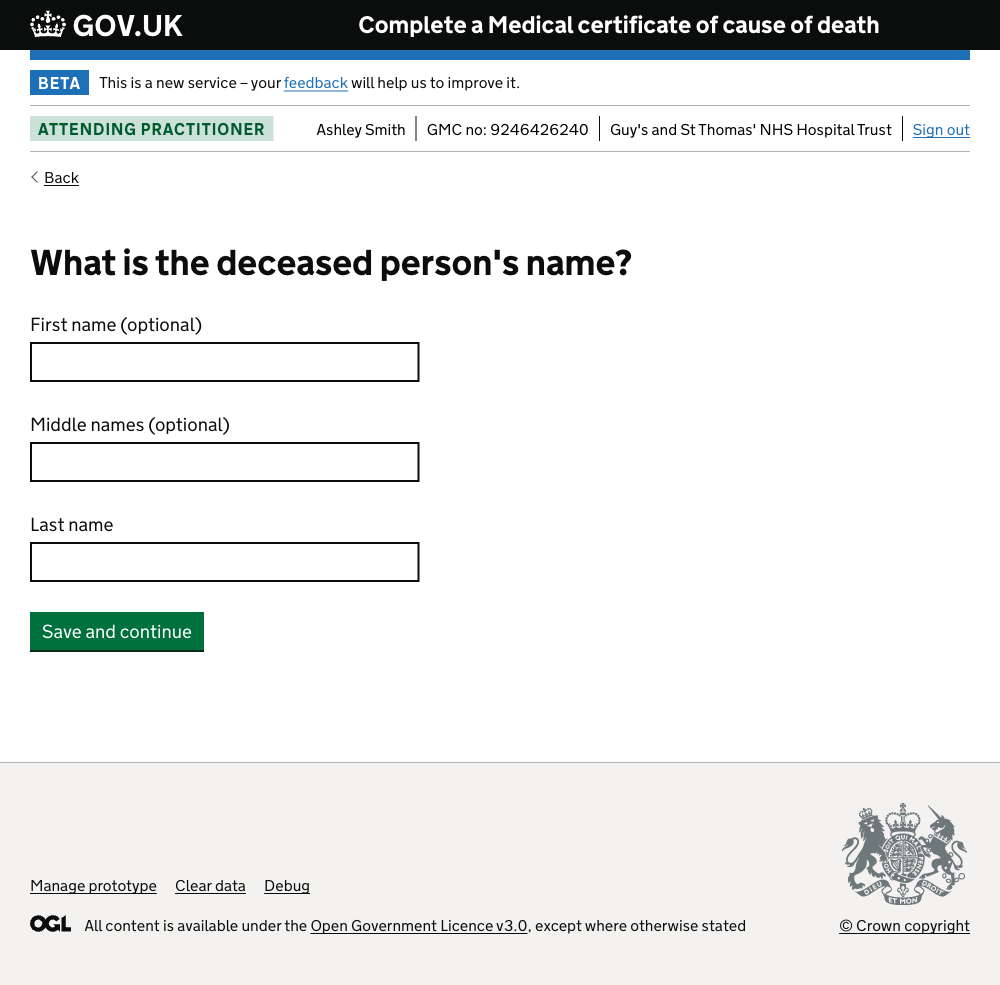 GOV.UK Complete a Medical certificate of cause of death
BETA This is a new service – your feedback will help us to improve it.
ATTENDING PRACTITIONER Ashley Smith GMC no: 9246426240 Guy's and St Thomas' NHS Hospital Trust Sign out
Back
What is the deceased person's name?
First name (optional)
Middle names (optional)
Last name
Save and continue
Manage prototype Clear data Debug
OGL All content is available under the Open Government Licence v3.0, except where otherwise stated
DIEU ET MON DROIT
© Crown copyright